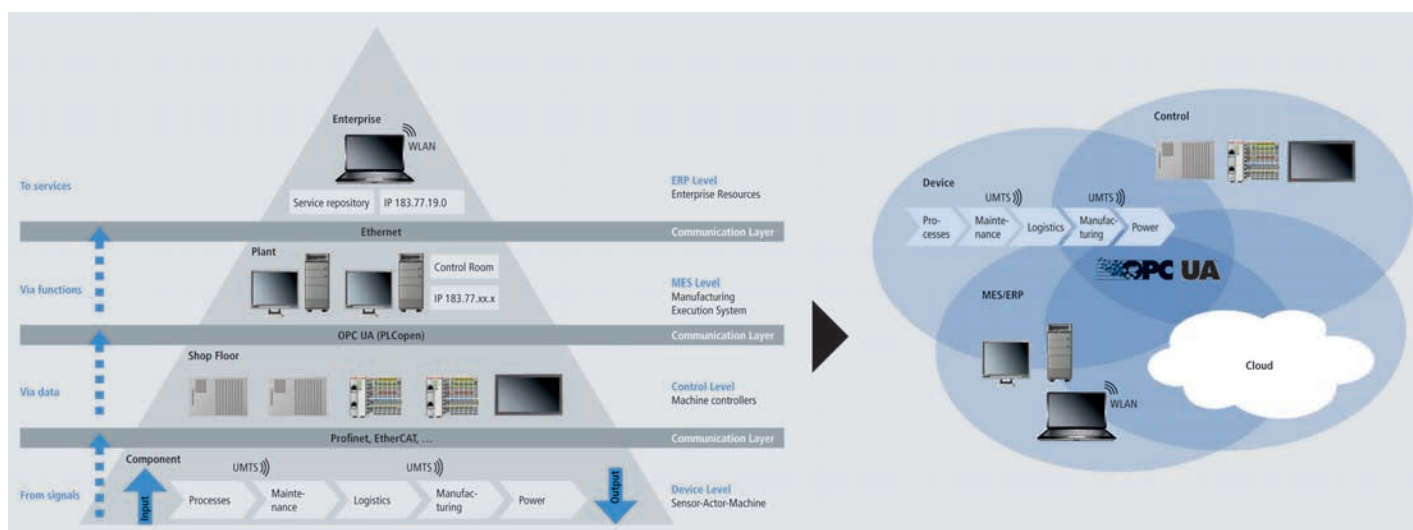 Enterprise
WLAN
To services
ERP Level
Enterprise Resources
Service repository
IP 183.77.19.0
Ethernet
Communication Layer
Plant
Control Room
Via functions
IP 183.77.xx.x
MES Level
Manufacturing
Execution System
OPC UA (PLCopen)
Communication Layer
Shop Floor
Via data
Control Level
Machine controllers
Profinet, EtherCAT, ...
Communication Layer
Component
UMTS
UMTS
From signals
Input
Processes
Mainte-
nance
Logistics
Manufac-
turing
Power
Output
Device Level
Sensor-Actor-Machine
Control
Device
UMTS
UMTS
Pro-
cesses
Mainte-
nance
Logistics
Manufac-
turing
Power
OPC UA
MES/ERP
WLAN
Cloud